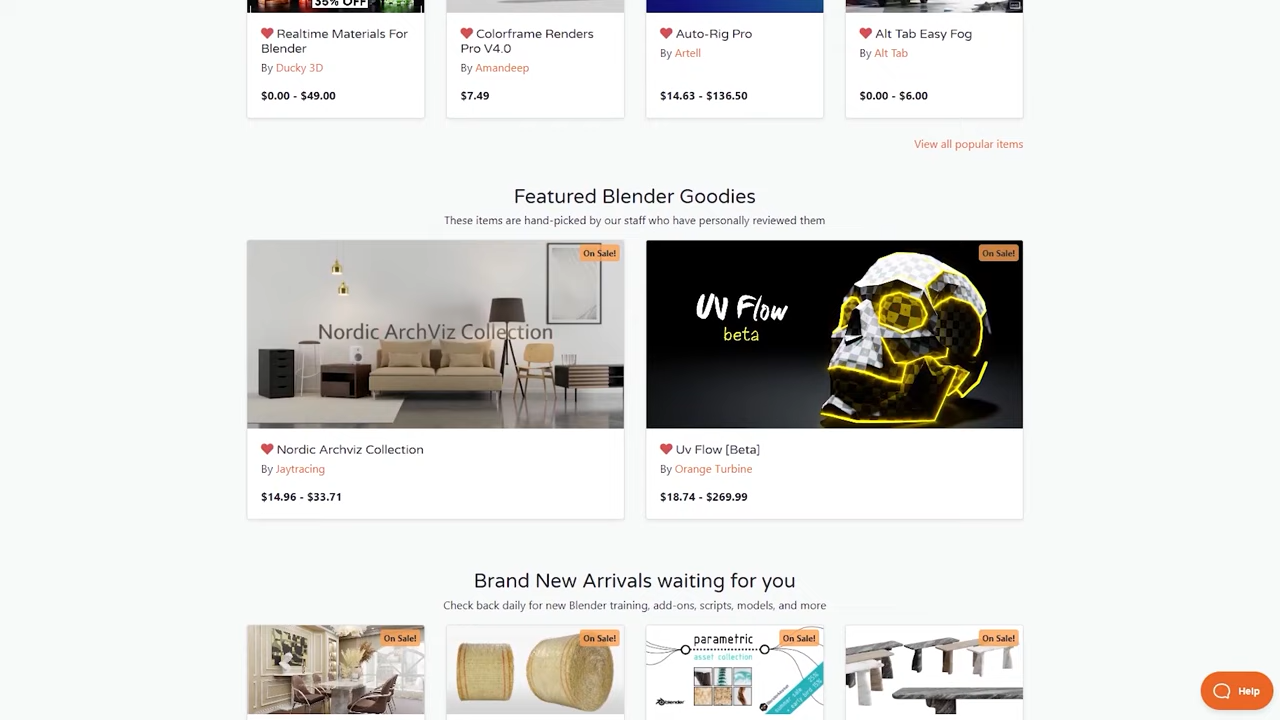 35% OFF
Realtime Materials For
Blender
By Ducky 3D
$0.00 - $49.00
Colorframe Renders
Pro V4.0
By Amandeep
$7.49
Auto-Rig Pro
By Artell
$14.63 - $136.50
Alt Tab Easy Fog
By Alt Tab
$0.00 - $6.00
View all popular items
Featured Blender Goodies
These items are hand-picked by our staff who have personally reviewed them
On Sale!
Nordic ArchViz Collection
Nordic Archviz Collection
By Jaytracing
$14.96 - $33.71
On Sale!
UV Flow
beta
Uv Flow [Beta]
By Orange Turbine
$18.74 - $269.99
Brand New Arrivals waiting for you
Check back daily for new Blender training, add-ons, scripts, models, and more
On Sale!
On Sale!
On Sale!
parametric
asset collection
blender
On Sale!
Help